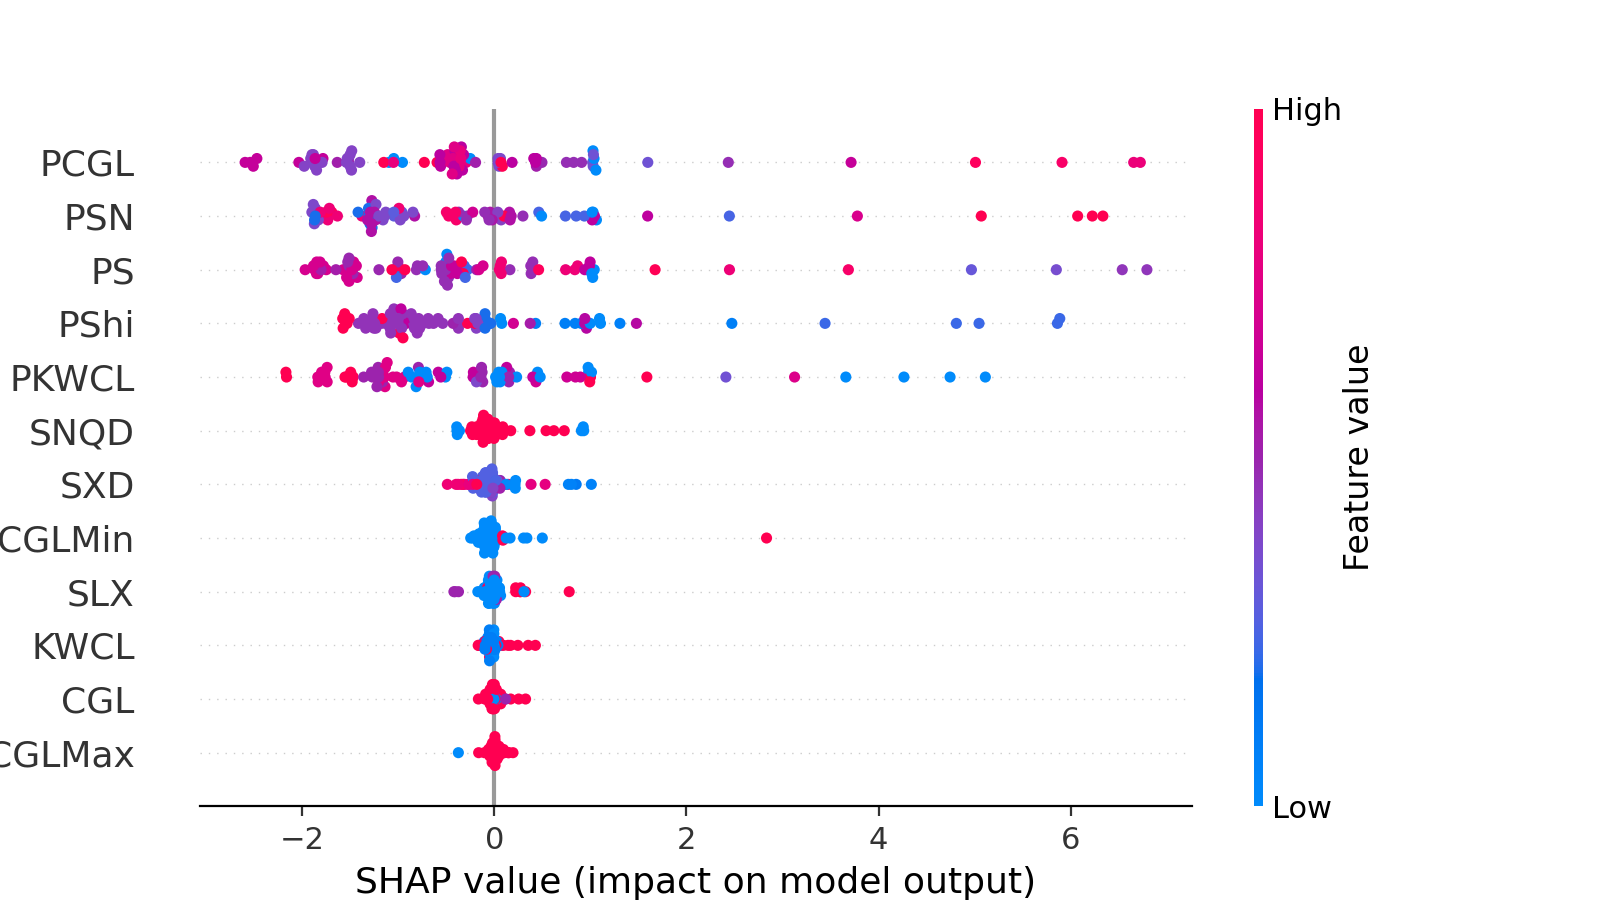 High
PCGL
PSN
PS
PShi
PKWCL
SNQD
SXD
CGLMin
SLX
KWCL
CGL
CGLMax
Feature value
Low
−2 0 2 4 6
SHAP value (impact on model output)